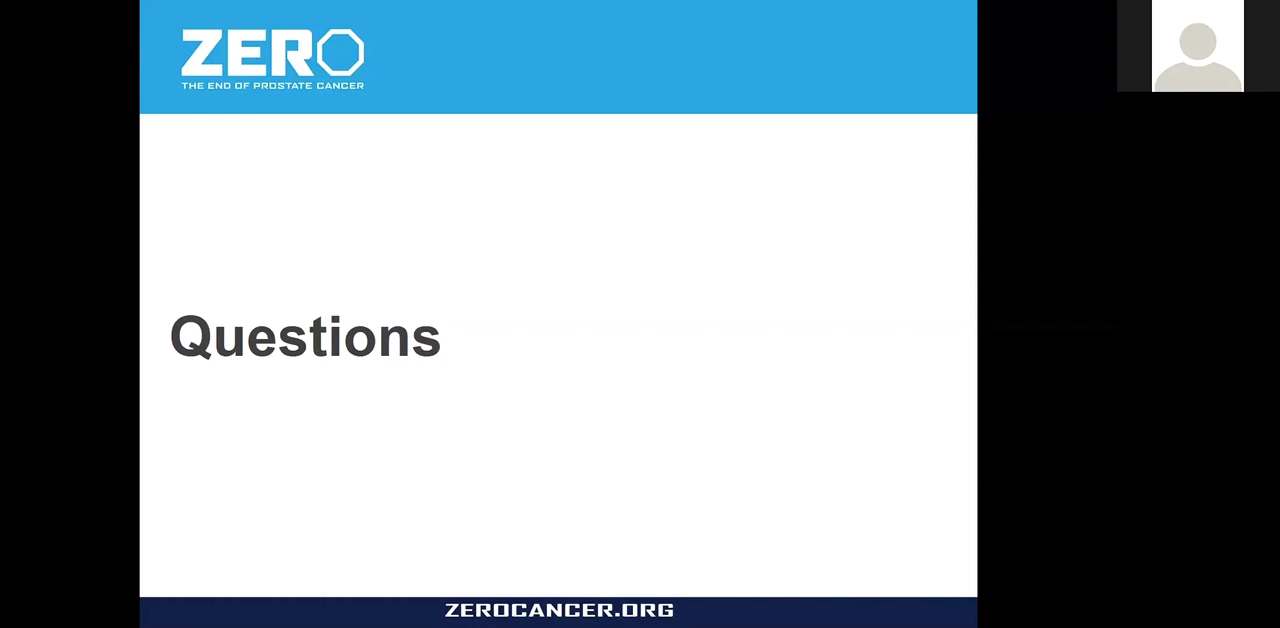 ZERO
THE END OF PROSTATE CANCER
Questions
ZEROCANCER.ORG